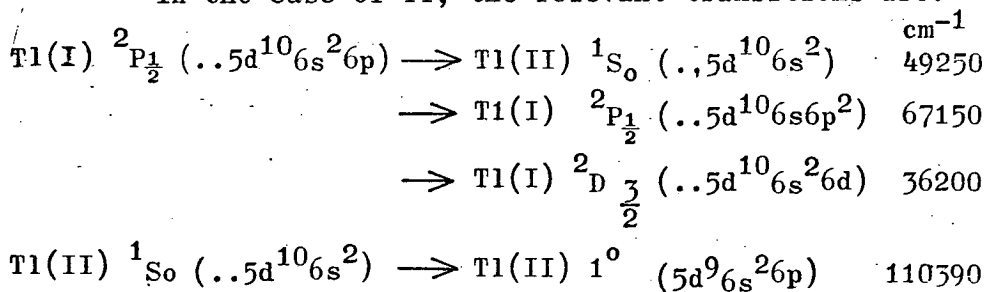 In the case of Tl, the relevant transitions are:
cm⁻¹
Tl(I) ²P½ (..5d¹⁰6s²6p) ⟶ Tl(II) ¹S₀ (.,5d¹⁰6s²) 49250
⟶ Tl(I) ²P½ (..5d¹⁰6s6p²) 67150
⟶ Tl(I) ²D 3/2 (..5d¹⁰6s²6d) 36200
Tl(II) ¹So (..5d¹⁰6s²) ⟶ Tl(II) 1⁰ (5d⁹6s²6p) 110390